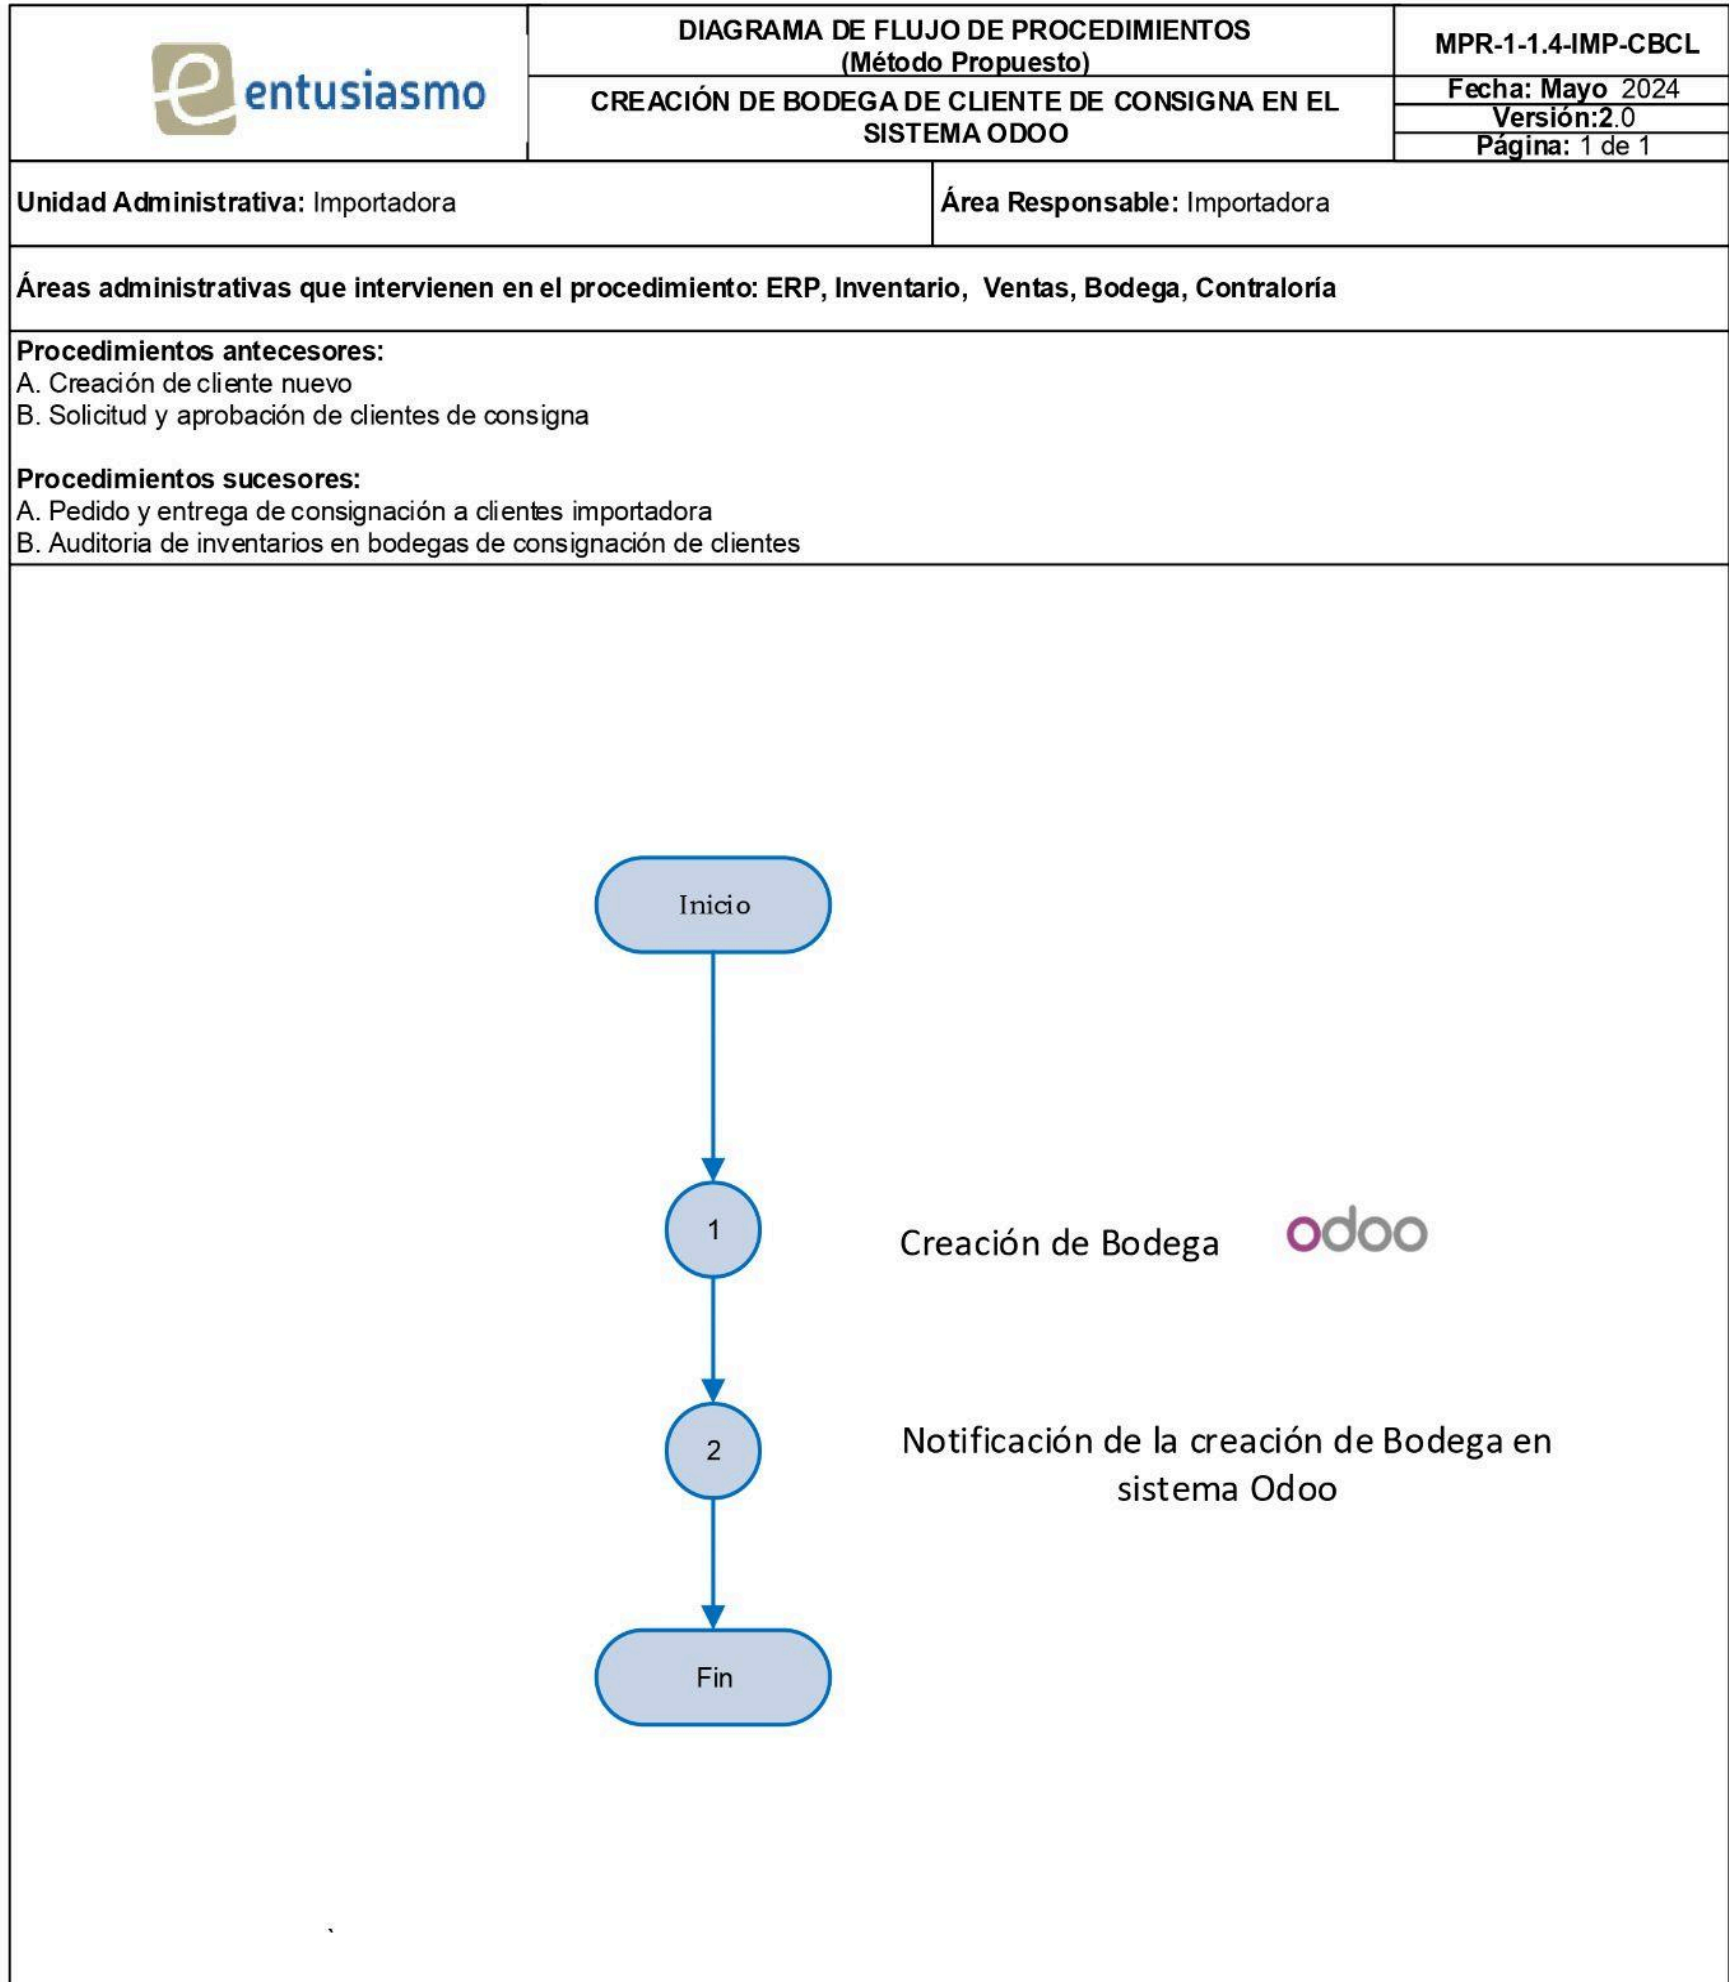 e entusiasmo
DIAGRAMA DE FLUJO DE PROCEDIMIENTOS
(Método Propuesto)
CREACIÓN DE BODEGA DE CLIENTE DE CONSIGNA EN EL
SISTEMA ODOO
MPR-1-1.4-IMP-CBCL
Fecha: Mayo 2024
Versión:2.0
Página: 1 de 1
Unidad Administrativa: Importadora
Área Responsable: Importadora
Áreas administrativas que intervienen en el procedimiento: ERP, Inventario, Ventas, Bodega, Contraloría
Procedimientos antecesores:
A. Creación de cliente nuevo
B. Solicitud y aprobación de clientes de consigna
Procedimientos sucesores:
A. Pedido y entrega de consignación a clientes importadora
B. Auditoria de inventarios en bodegas de consignación de clientes
Inicio
1
Creación de Bodega
odoo
2
Notificación de la creación de Bodega en
sistema Odoo
Fin
`